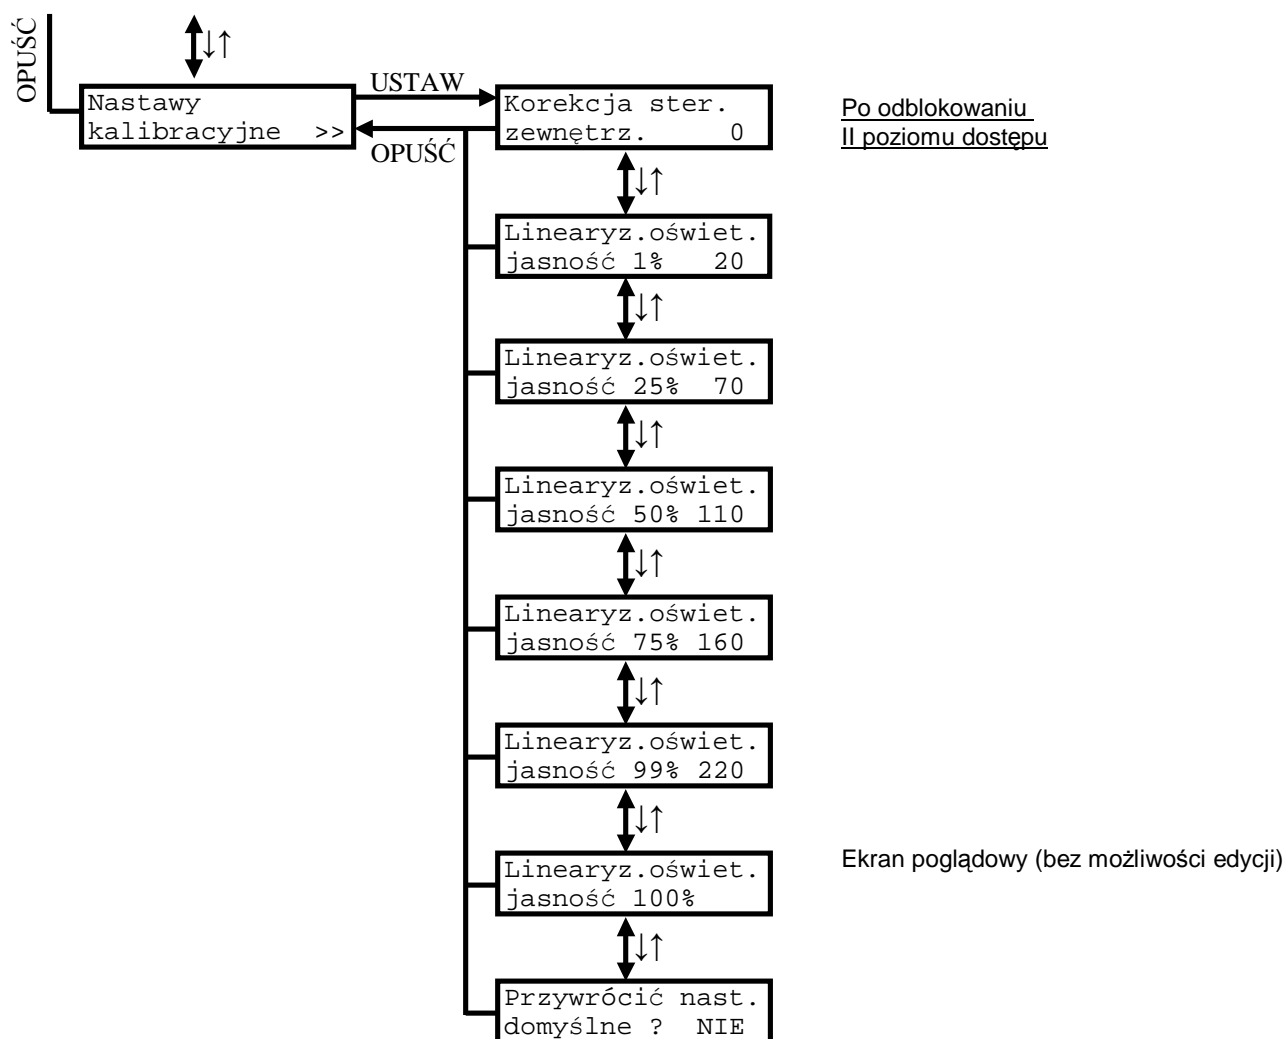 OPUŚĆ
↓↑
Nastawy
kalibracyjne >>
USTAW
OPUŚĆ
Korekcja ster.
zewnętrz. 0
Po odblokowaniu
II poziomu dostępu
↓↑
Linearyz.oświet.
jasność 1% 20
↓↑
Linearyz.oświet.
jasność 25% 70
↓↑
Linearyz.oświet.
jasność 50% 110
↓↑
Linearyz.oświet.
jasność 75% 160
↓↑
Linearyz.oświet.
jasność 99% 220
↓↑
Linearyz.oświet.
jasność 100%
Ekran poglądowy (bez możliwości edycji)
↓↑
Przywrócić nast.
domyślne ? NIE